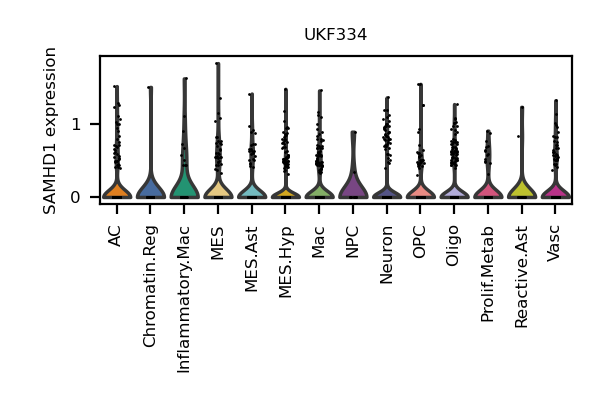 UKF334
SAMHD1 expression
1
0
AC
Chromatin.Reg
Inflammatory.Mac
MES
MES.Ast
MES.Hyp
Mac
NPC
Neuron
OPC
Oligo
Prolif.Metab
Reactive.Ast
Vasc